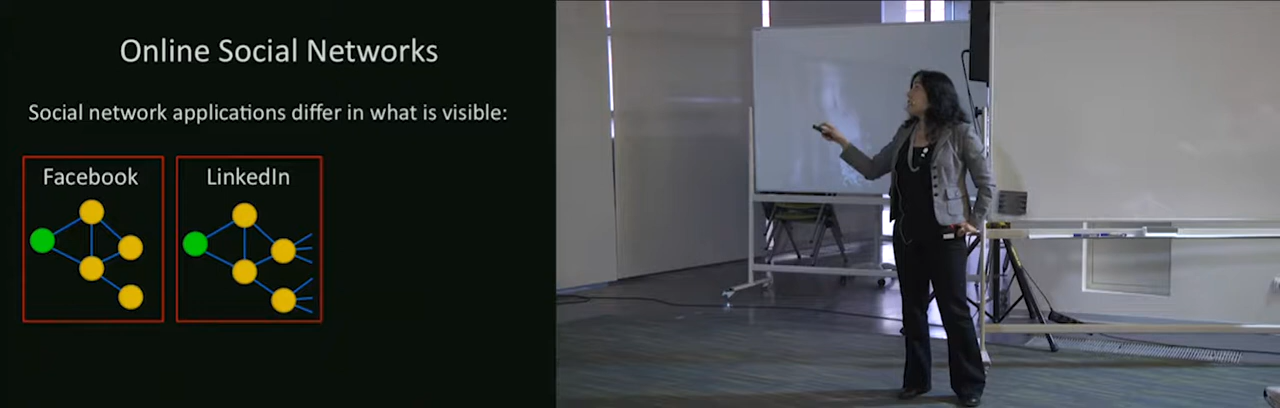 Online Social Networks
Social network applications differ in what is visible:
Facebook
LinkedIn